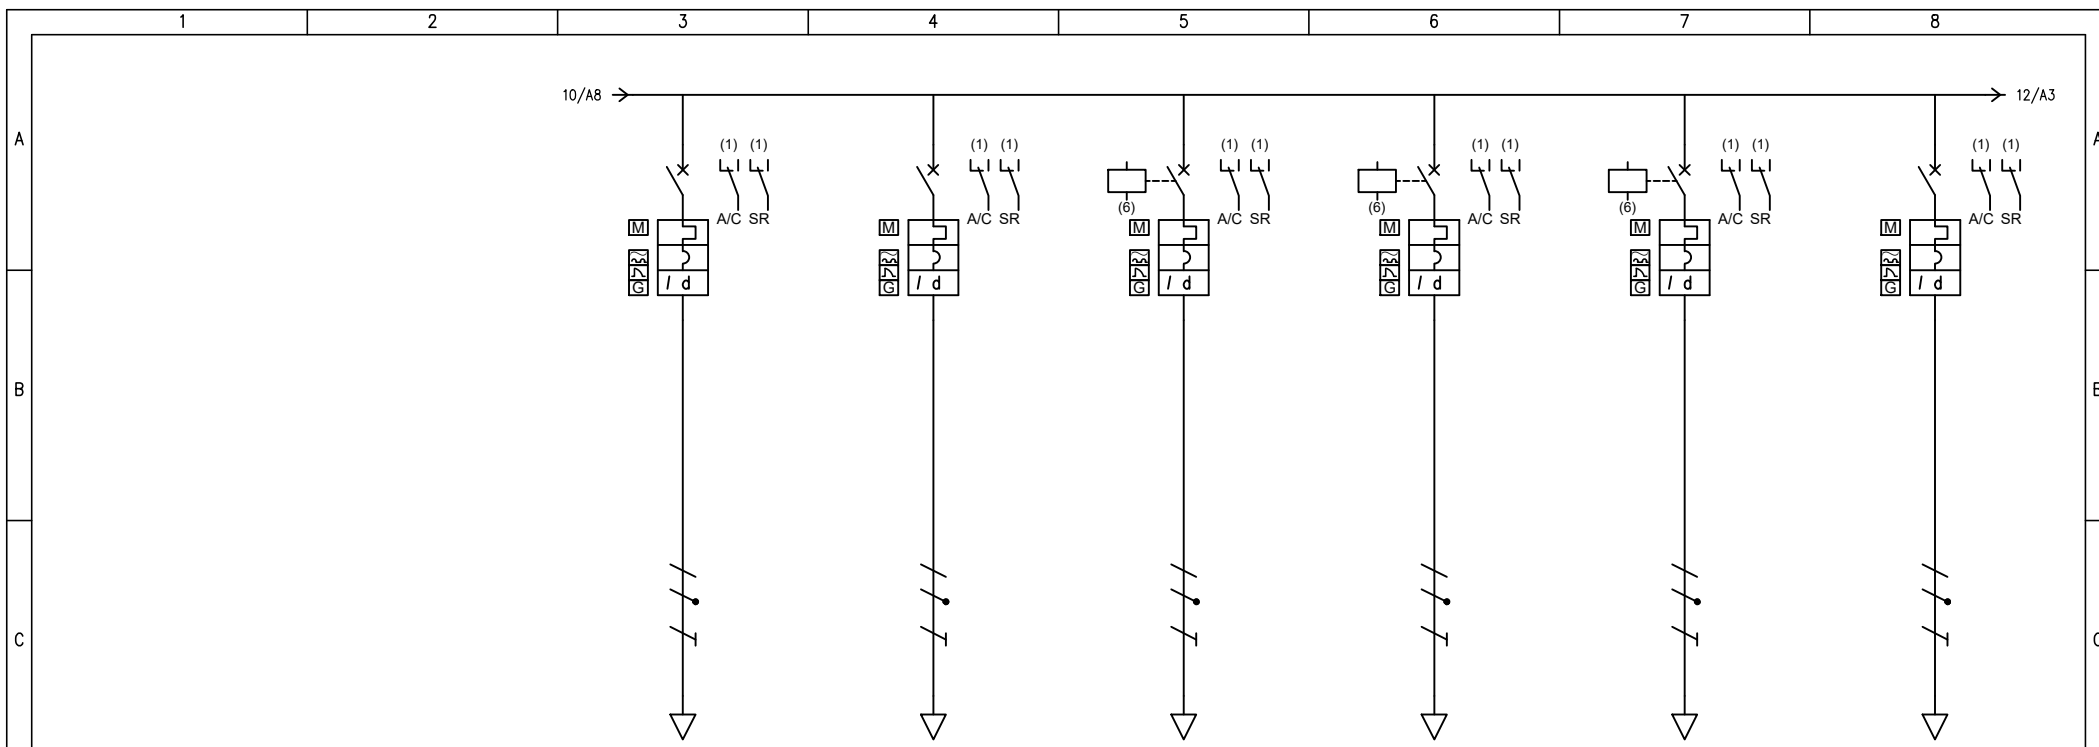 1 2 3 4 5 6 7 8
10/A8 12/A3
A A
(1) (1) (1) (1) (1) (1) (1) (1) (1) (1) (1) (1)
(6) (6) (6)
A/C SR A/C SR A/C SR A/C SR A/C SR A/C SR
M M M M M M
I d I d I d I d I d I d
G G G G G G
B B
C C